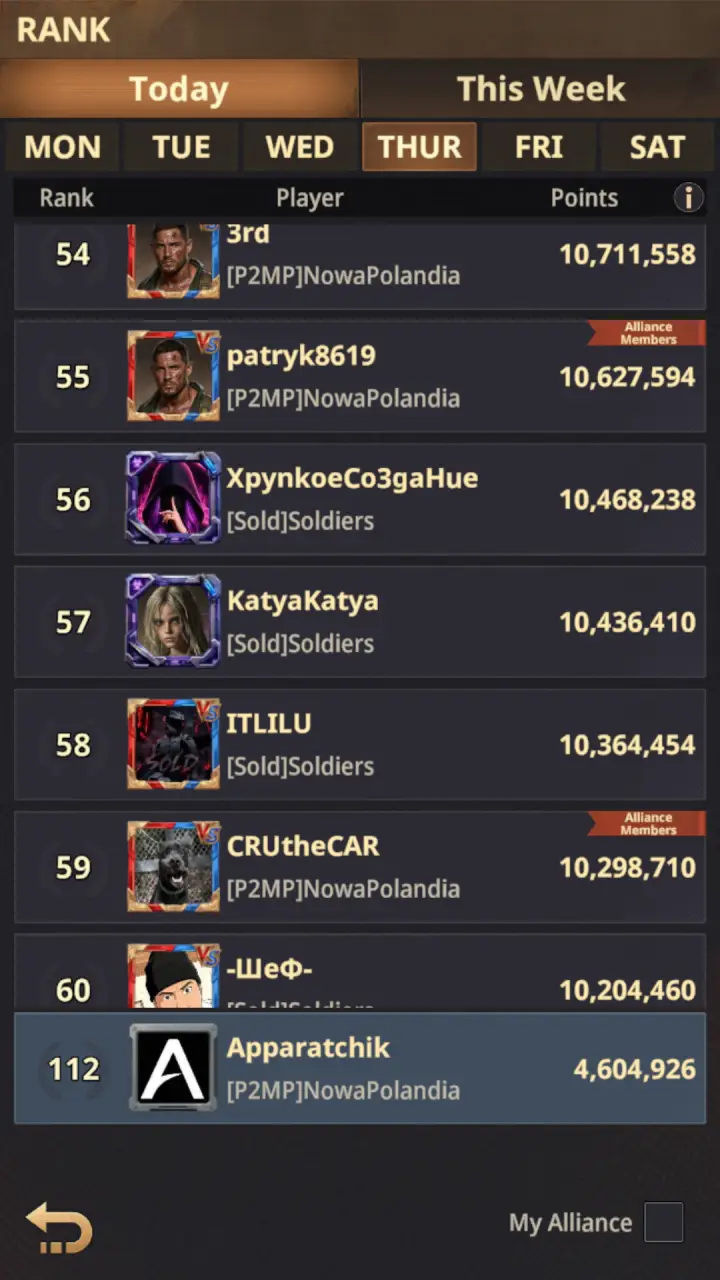 RANK
Today
This Week
MON TUE WED THUR FRI SAT
Rank Player Points
54 3rd 10,711,558
[P2MP]NowaPolandia
Alliance
Members
55 patryk8619 10,627,594
[P2MP]NowaPolandia
56 XpynkoeCo3gaHue 10,468,238
[Sold]Soldiers
57 KatyaKatya 10,436,410
[Sold]Soldiers
58 ITLILU 10,364,454
[Sold]Soldiers
Alliance
Members
59 CRUtheCAR 10,298,710
[P2MP]NowaPolandia
60 -ШеФ- 10,204,460
[Sold]Soldiers
112 Apparatchik 4,604,926
[P2MP]NowaPolandia
My Alliance